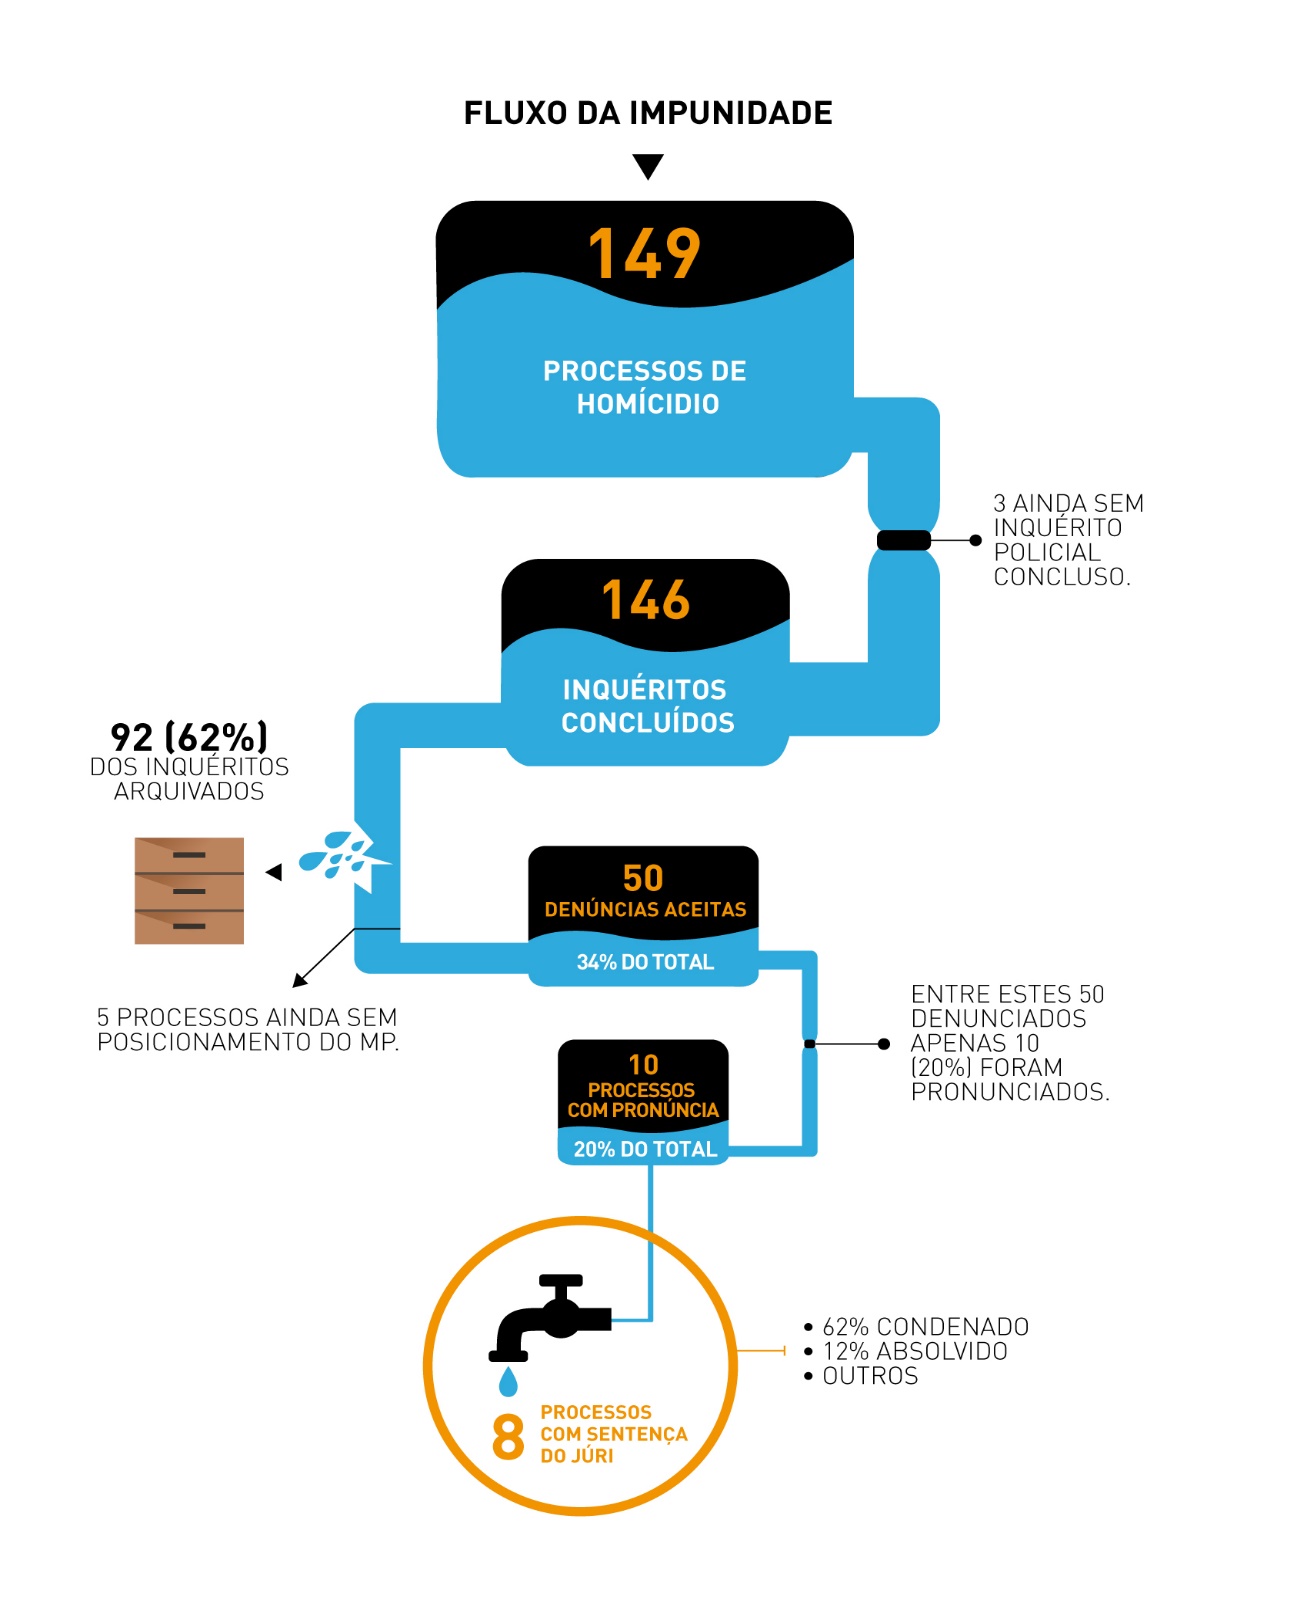 FLUXO DA IMPUNIDADE
149
PROCESSOS DE
HOMÍCIDIO
3 AINDA SEM
INQUÉRITO
POLICIAL
CONCLUSO.
146
INQUÉRITOS
CONCLUÍDOS
92 (62%)
DOS INQUÉRITOS
ARQUIVADOS
50
DENÚNCIAS ACEITAS
34% DO TOTAL
5 PROCESSOS AINDA SEM
POSICIONAMENTO DO MP.
ENTRE ESTES 50
DENUNCIADOS
APENAS 10
(20%) FORAM
PRONUNCIADOS.
10
PROCESSOS
COM PRONÚNCIA
20% DO TOTAL
• 62% CONDENADO
• 12% ABSOLVIDO
• OUTROS
8
PROCESSOS
COM SENTENÇA
DO JÚRI